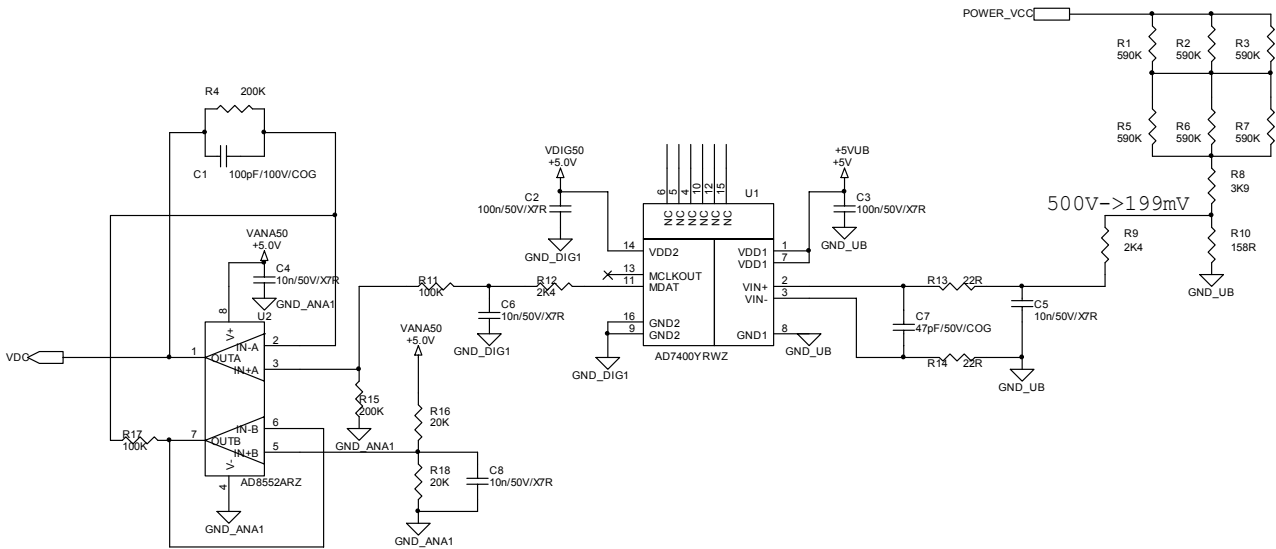 POWER_VCC
R1
590K
R2
590K
R3
590K
R4 200K
C1 100pF/100V/COG
R5
590K
R6
590K
R7
590K
R8
3K9
500V->199mV
R9
2K4
R10
158R
GND_UB
VDIG50
+5.0V
C2
100n/50V/X7R
GND_DIG1
6 5 4 10 12 15
NC NC NC NC NC NC
U1
+5VUB
+5V
C3
100n/50V/X7R
GND_UB
14 VDD2
13 MCLKOUT
11 MDAT
16 GND2
9 GND2
VDD1 1
VDD1 7
VIN+ 2
VIN- 3
GND1 8
AD7400YRWZ
GND_DIG1
GND_UB
R13 22R
C5
10n/50V/X7R
C7
47pF/50V/COG
R14 22R
GND_UB
R11
100K
R12
2K4
C6
10n/50V/X7R
GND_DIG1
VANA50
+5.0V
C4
10n/50V/X7R
GND_ANA1
U2
8
V+
VDC
1 OUTA
IN-A 2
IN+A 3
R15
200K
GND_ANA1
VANA50
+5.0V
R16
20K
R17
100K
7 OUTB
IN-B 6
IN+B 5
V-
4
AD8552ARZ
GND_ANA1
R18
20K
C8
10n/50V/X7R
GND_ANA1